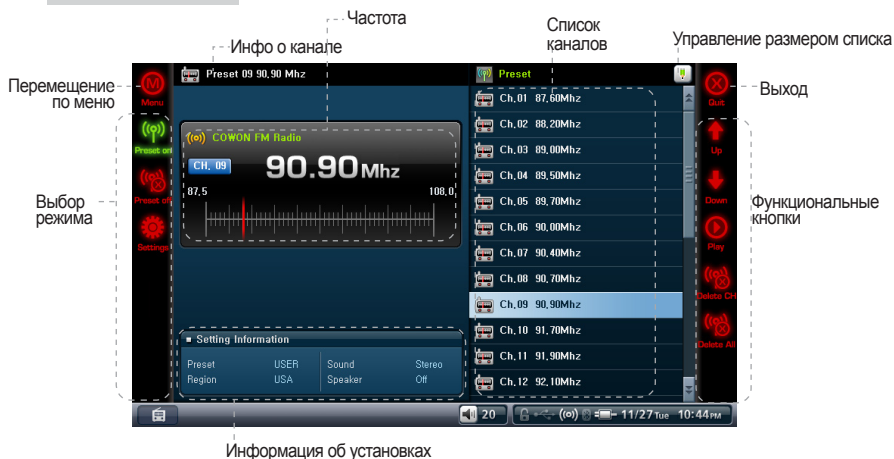 Частота
Инфо о канале
Список
каналов
Управление размером списка
Перемещение
по меню
Выход
Выбор
режима
Функциональные
кнопки
Информация об установках
Menu
Preset on
Preset off
Settings
Preset 09 90,90 Mhz
COWON FM Radio
CH, 09
90.90 Mhz
87,5
108,0
Setting Information
Preset USER Sound Stereo
Region USA Speaker Off
Preset
Ch,01 87,60Mhz
Ch,02 88,20Mhz
Ch,03 89,00Mhz
Ch,04 89,50Mhz
Ch,05 89,70Mhz
Ch,06 90,00Mhz
Ch,07 90,40Mhz
Ch,08 90,70Mhz
Ch,09 90,90Mhz
Ch,10 91,70Mhz
Ch,11 91,90Mhz
Ch,12 92,10Mhz
Quit
Up
Down
Play
Delete CH
Delete All
20
11/27 Tue 10:44 PM